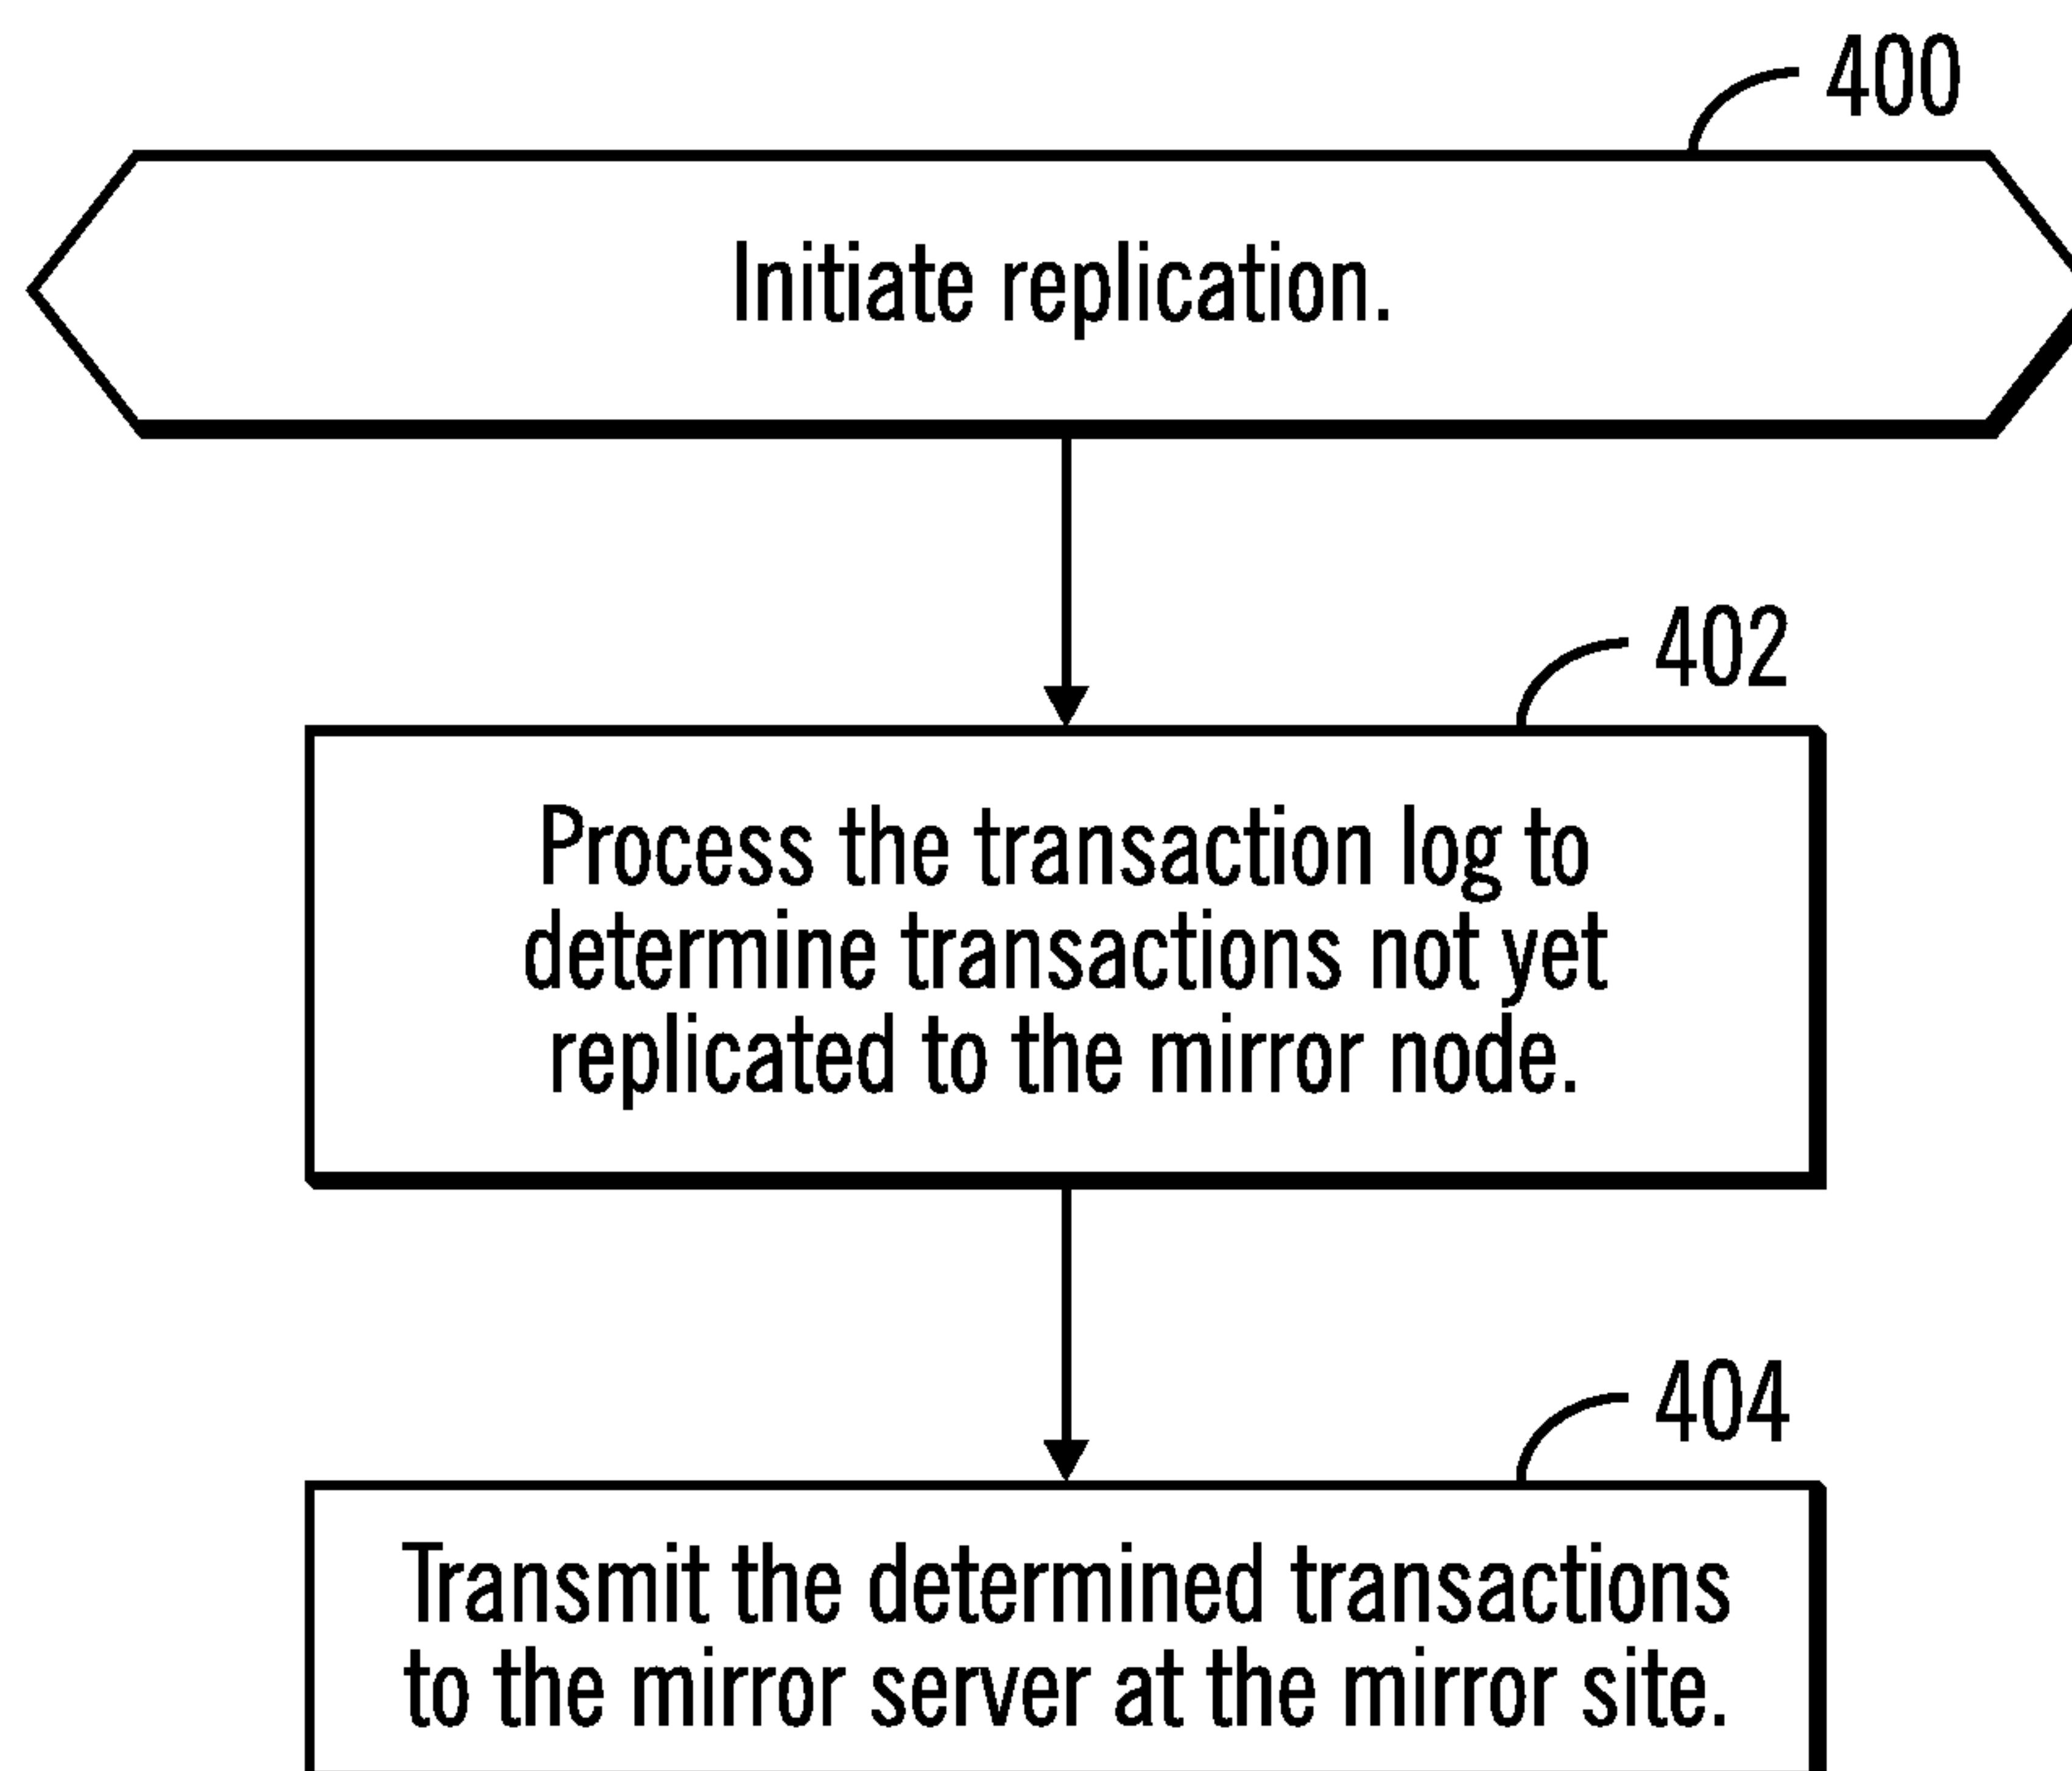 400
Initiate replication.
402
Process the transaction log to
determine transactions not yet
replicated to the mirror node.
404
Transmit the determined transactions
to the mirror server at the mirror site.